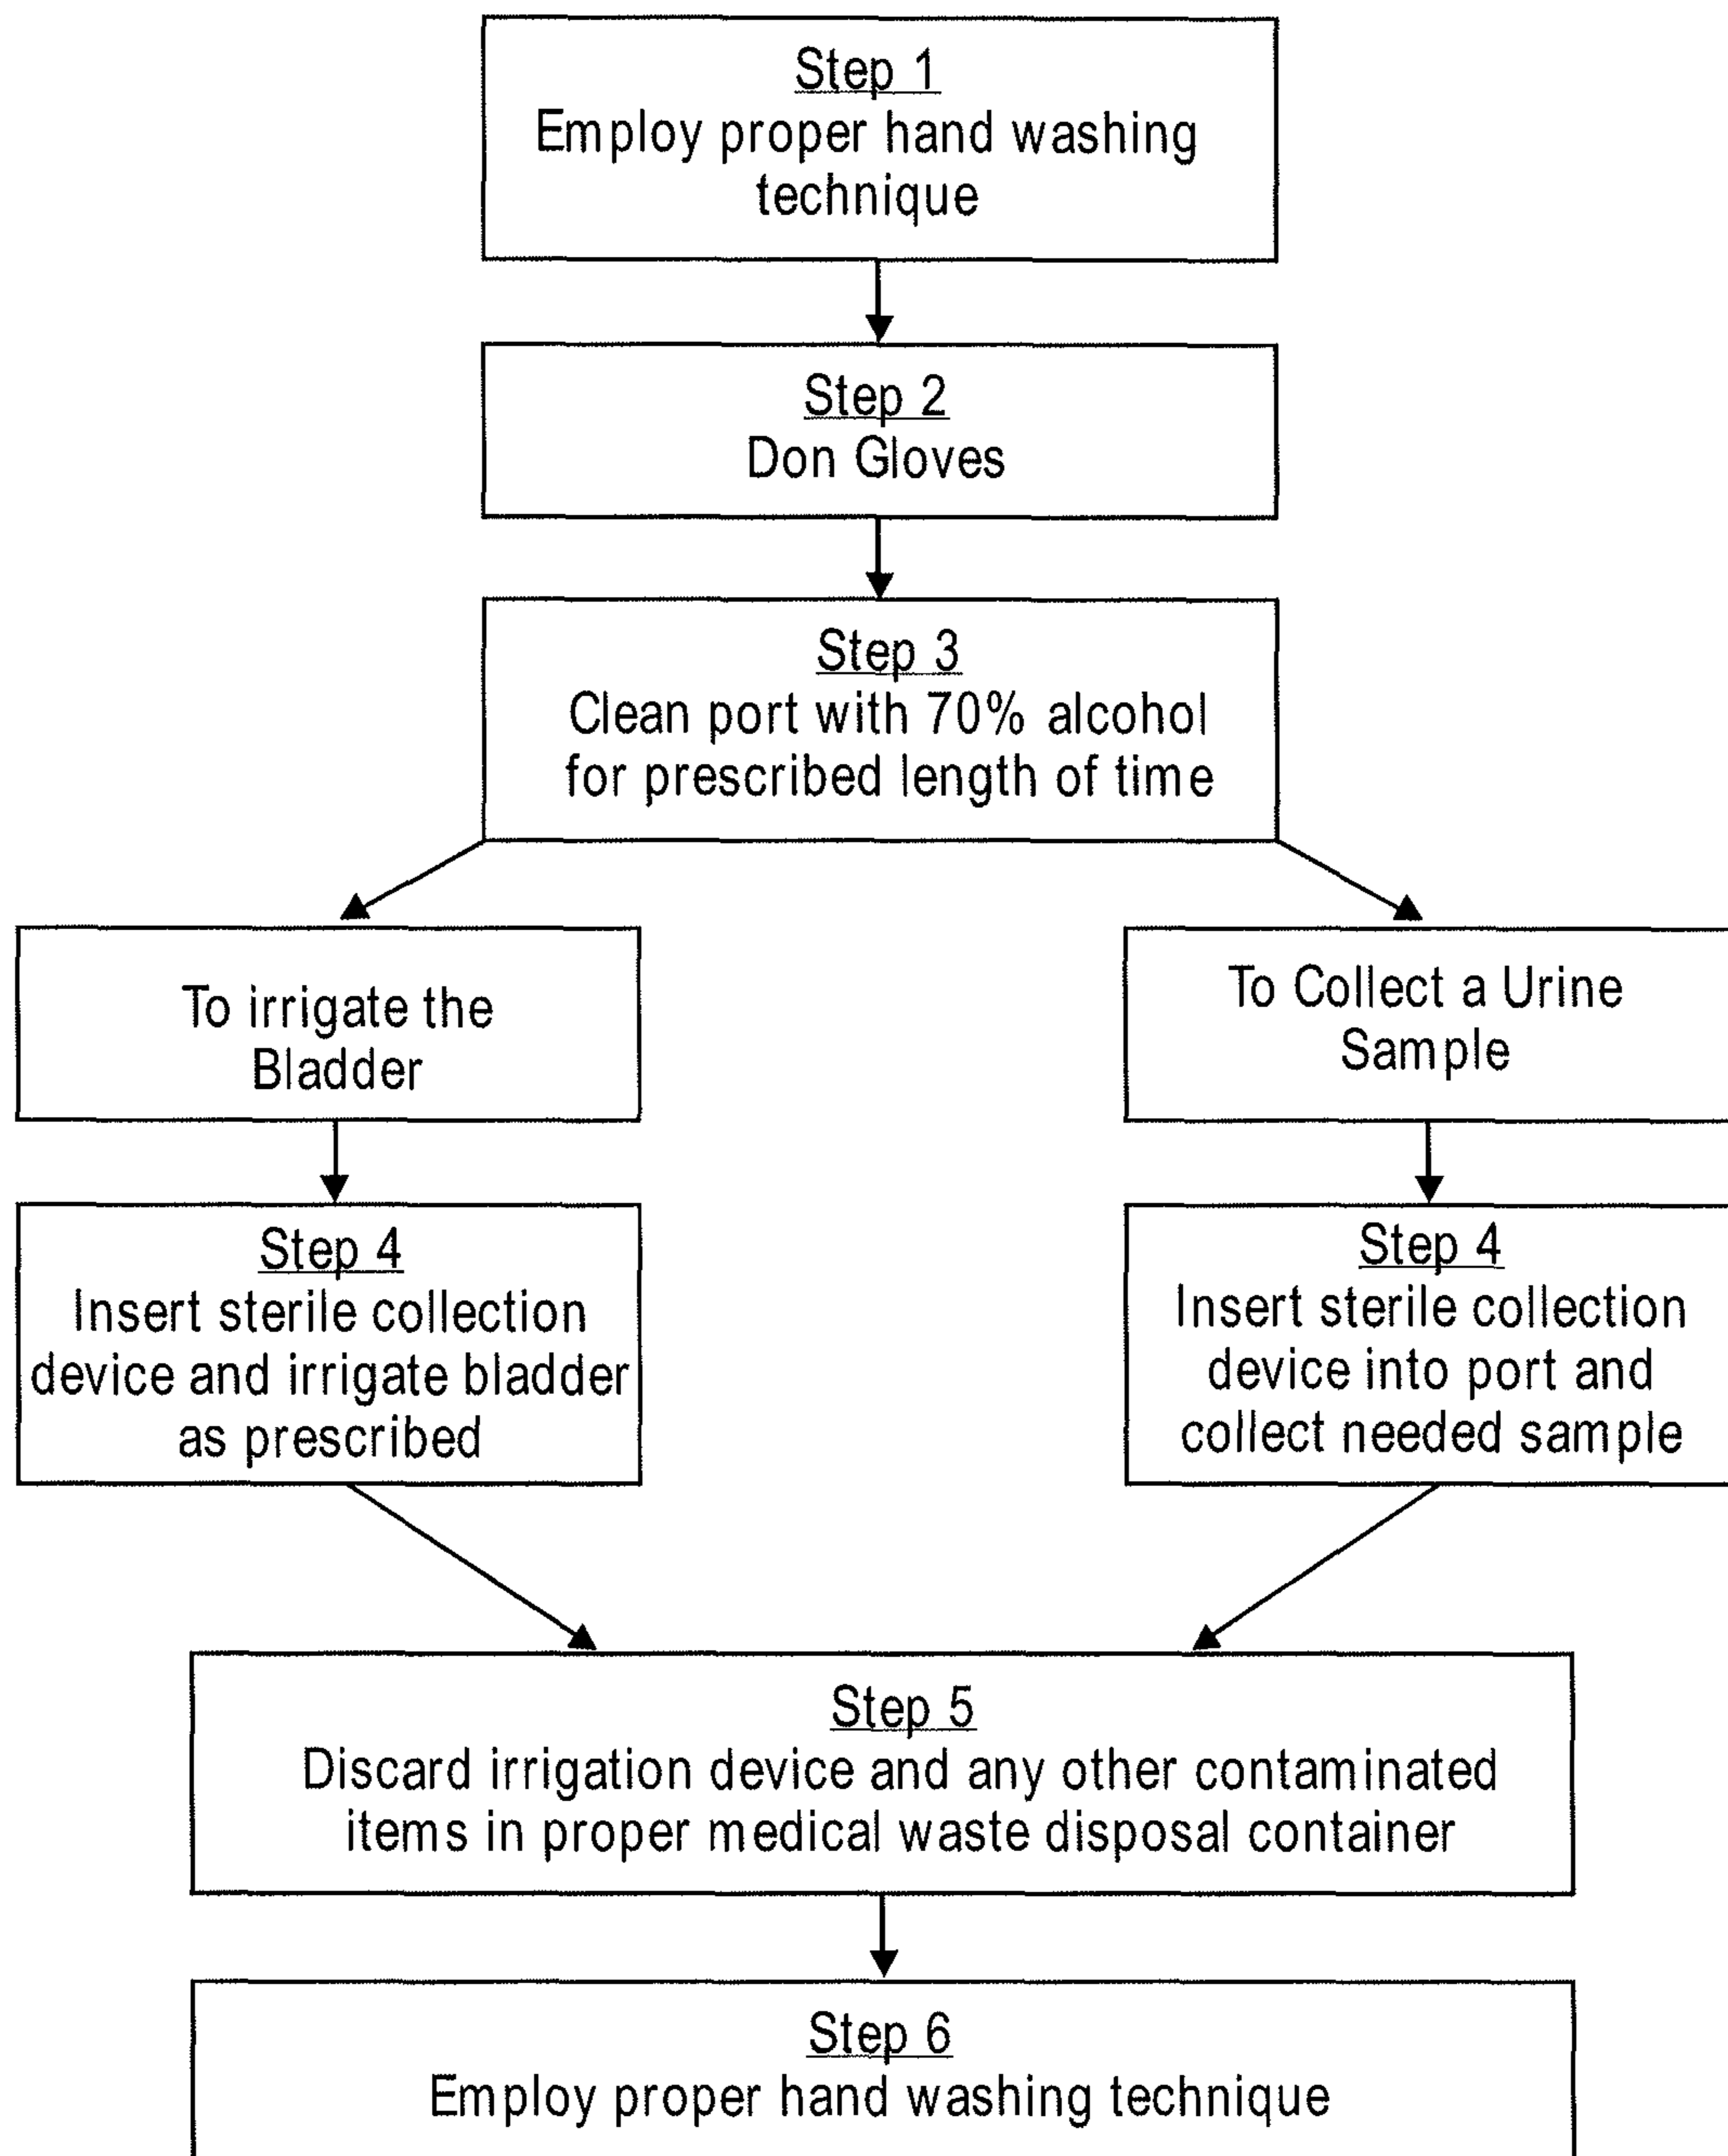 Step 1
Employ proper hand washing
technique
Step 2
Don Gloves
Step 3
Clean port with 70% alcohol
for prescribed length of time
To irrigate the
Bladder
To Collect a Urine
Sample
Step 4
Insert sterile collection
device and irrigate bladder
as prescribed
Step 4
Insert sterile collection
device into port and
collect needed sample
Step 5
Discard irrigation device and any other contaminated
items in proper medical waste disposal container
Step 6
Employ proper hand washing technique